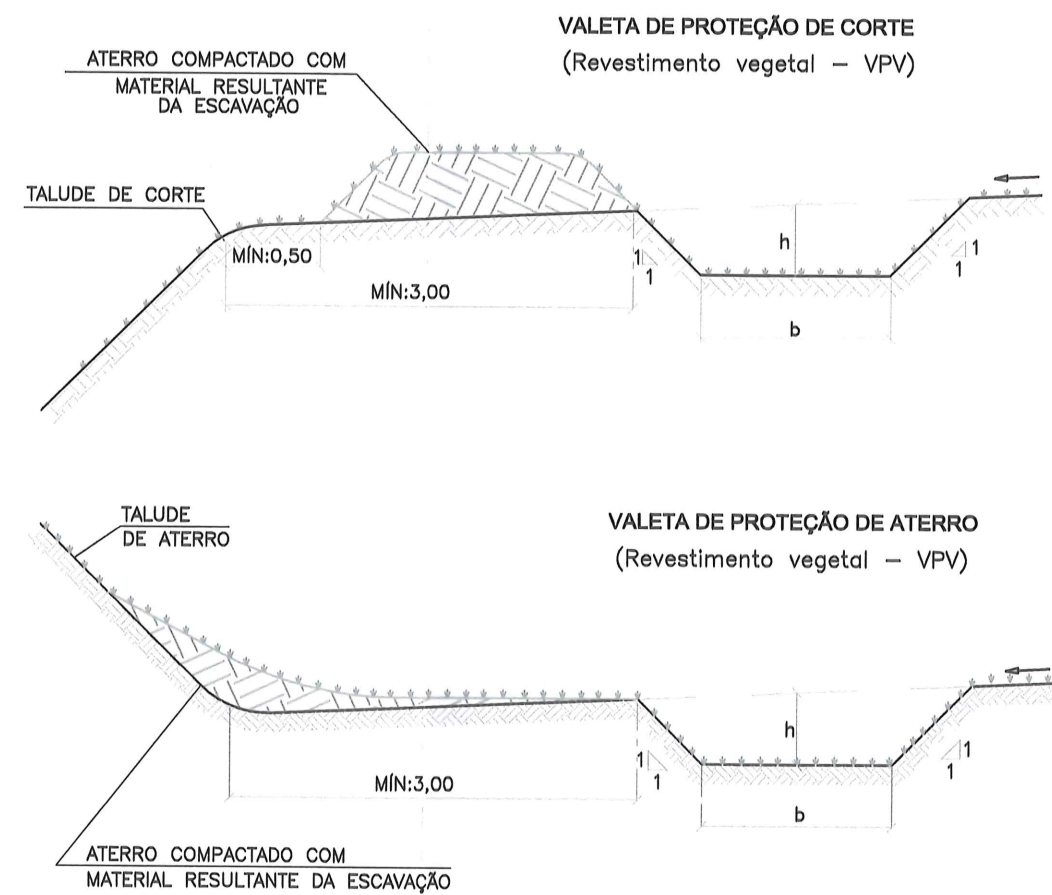 VALETA DE PROTEÇÃO DE CORTE
(Revestimento vegetal – VPV)
ATERRO COMPACTADO COM
MATERIAL RESULTANTE
DA ESCAVAÇÃO
TALUDE DE CORTE
MÍN:0,50
MÍN:3,00
1
1
h
b
1
1
VALETA DE PROTEÇÃO DE ATERRO
(Revestimento vegetal – VPV)
TALUDE
DE ATERRO
MÍN:3,00
1
1
h
b
1
1
ATERRO COMPACTADO COM
MATERIAL RESULTANTE DA ESCAVAÇÃO